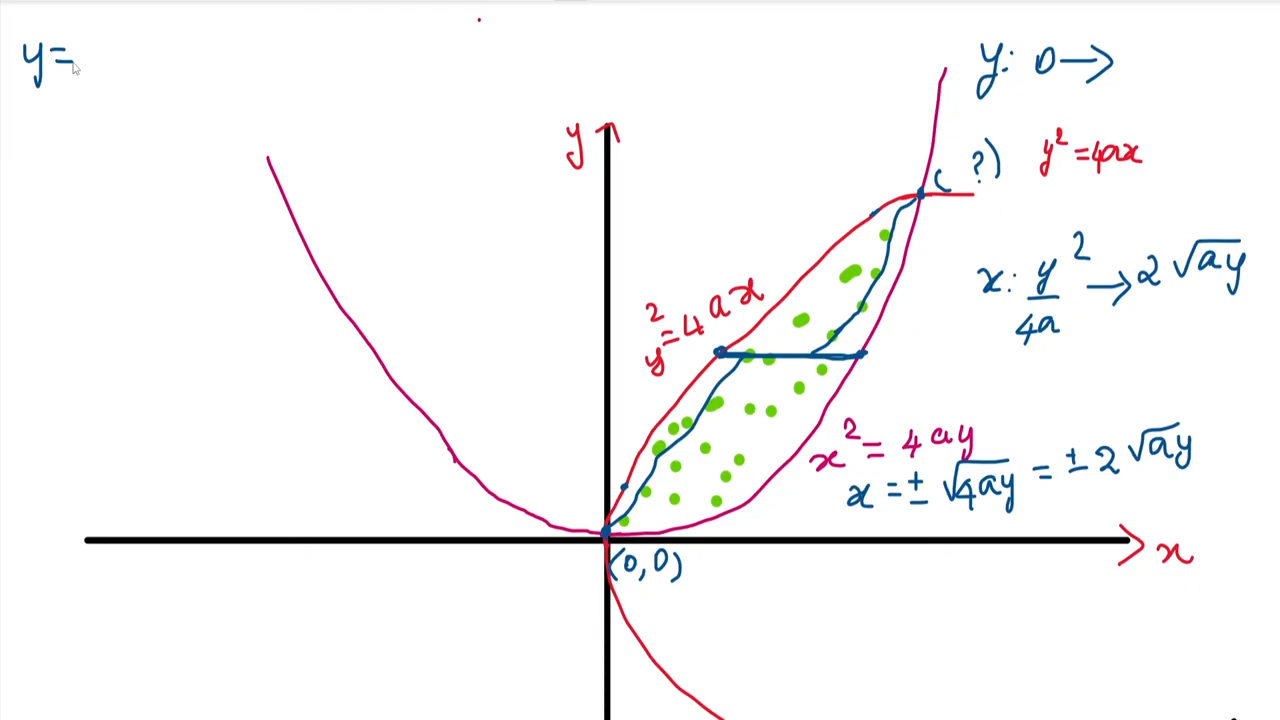 y=
y: 0→
y
( ?)
y²=4ax
x: y²/4a → 2√ay
y²=4ax
x²=4ay
x=±√4ay=±2√ay
x
(0,0)